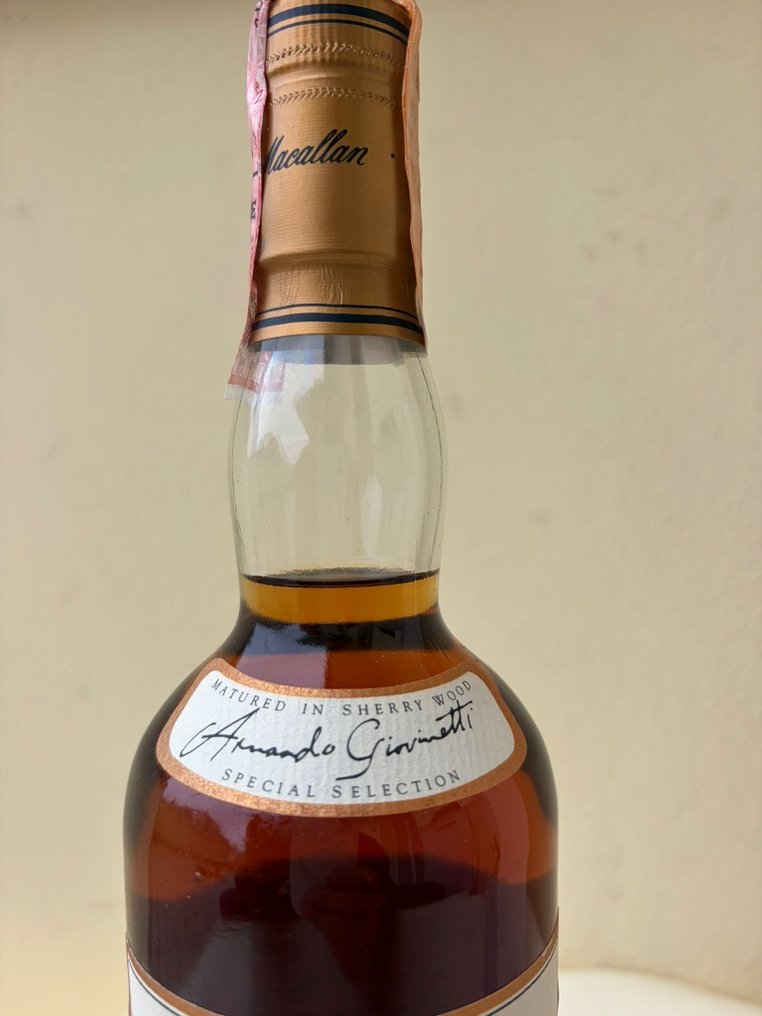 Macallan
MATURED IN SHERRY WOOD
Armando Giovinetti
SPECIAL SELECTION